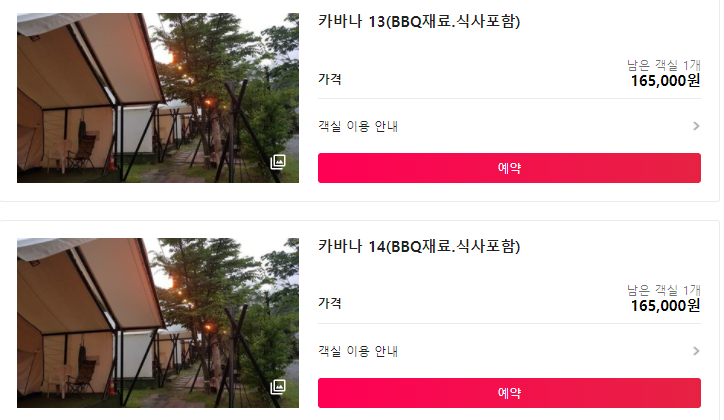 카바나 13(BBQ재료.식사포함)
남은 객실 1개
가격
165,000원
객실 이용 안내
예약
카바나 14(BBQ재료.식사포함)
남은 객실 1개
가격
165,000원
객실 이용 안내
예약